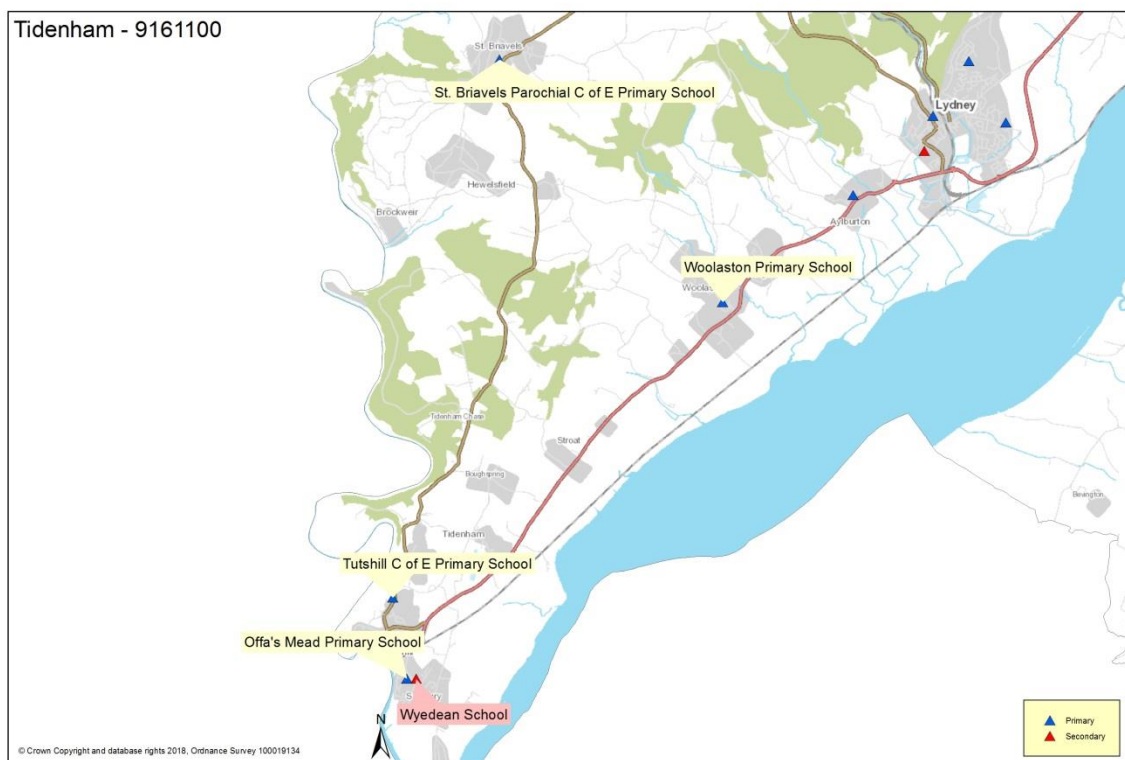 Tidenham - 9161100
St. Briavels
St. Briavels Parochial C of E Primary School
Lydney
Hewelsfield
Brockweir
Aylburton
Woolaston Primary School
Tidenham Chase
Stroat
Boughspring
Bevington
Tidenham
Tutshill C of E Primary School
Offa's Mead Primary School
Wyedean School
N
Primary
Secondary
© Crown Copyright and database rights 2018, Ordnance Survey 100019134